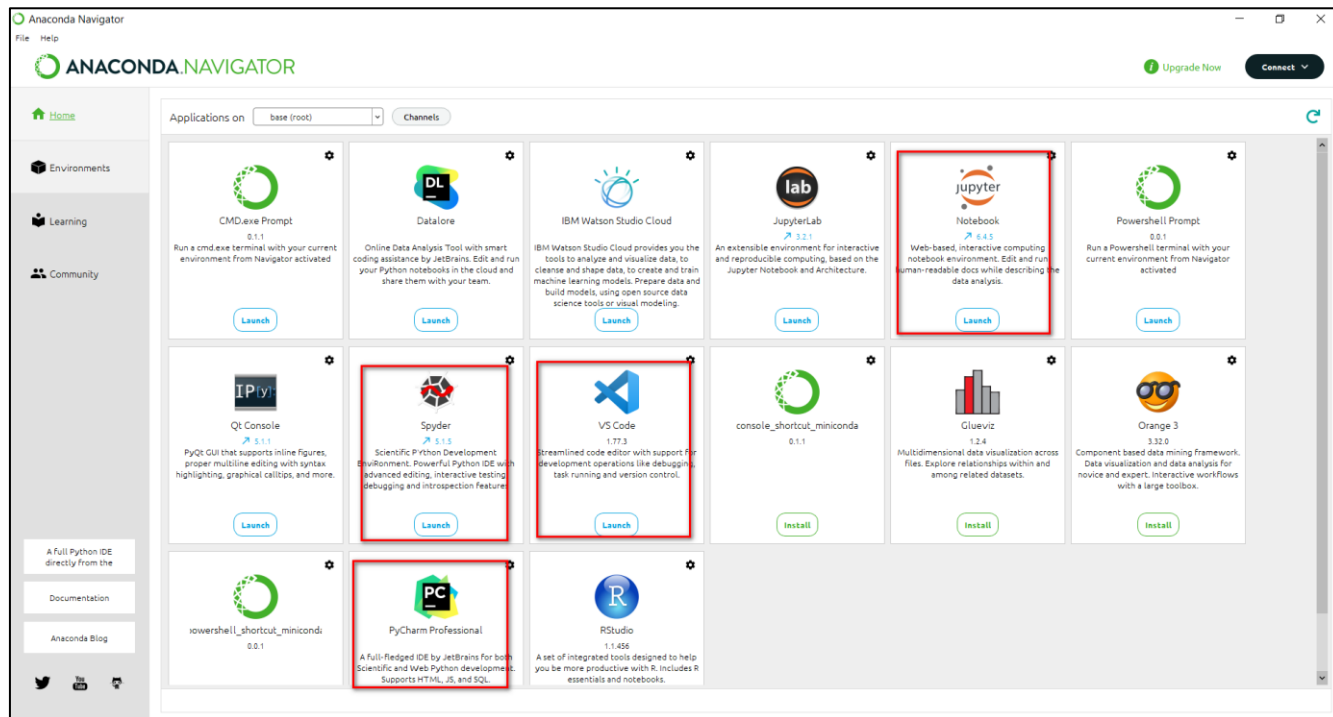 Anaconda Navigator
File Help
ANACONDA.NAVIGATOR
Upgrade Now
Connect
Home
Environments
Learning
Community
A full Python IDE
directly from the
Documentation
Anaconda Blog
You
Tube
Applications on base (root) Channels
CMD.exe Prompt
0.1.1
Run a cmd.exe terminal with your current
environment from Navigator activated
Launch
DL
Datalore
Online Data Analysis Tool with smart
coding assistance by JetBrains. Edit and run
your Python notebooks in the cloud and
share them with your team.
Launch
IBM Watson Studio Cloud
IBM Watson Studio Cloud provides you the
tools to analyze and visualize data, to
cleanse and shape data, to create and train
machine learning models. Prepare data and
build models, using open source data
science tools or visual modeling.
Launch
lab
JupyterLab
3.2.1
An extensible environment for interactive
and reproducible computing, based on the
Jupyter Notebook and Architecture.
Launch
jupyter
Notebook
6.4.5
Web-based, interactive computing
notebook environment. Edit and run
human-readable docs while describing the
data analysis.
Launch
Powershell Prompt
0.0.1
Run a Powershell terminal with your
current environment from Navigator
activated
Launch
IP[y]:
Qt Console
5.1.1
PyQt GUI that supports inline figures,
proper multiline editing with syntax
highlighting, graphical calltips, and more.
Launch
Spyder
5.1.5
Scientific PYthon Development
EnviRonment. Powerful Python IDE with
advanced editing, interactive testing,
debugging and introspection features
Launch
VS Code
1.77.3
Streamlined code editor with support for
development operations like debugging,
task running and version control.
Launch
console_shortcut_miniconda
0.1.1
Install
Glueviz
1.2.4
Multidimensional data visualization across
files. Explore relationships within and
among related datasets.
Install
Orange 3
3.32.0
Component based data mining framework.
Data visualization and data analysis for
novice and expert. Interactive workflows
with a large toolbox.
Install
powershell_shortcut_miniconda
0.0.1
PC
PyCharm Professional
A full-fledged IDE by JetBrains for both
Scientific and Web Python development.
Supports HTML, JS, and SQL.
R
RStudio
1.1.456
A set of integrated tools designed to help
you be more productive with R. Includes R
essentials and notebooks.